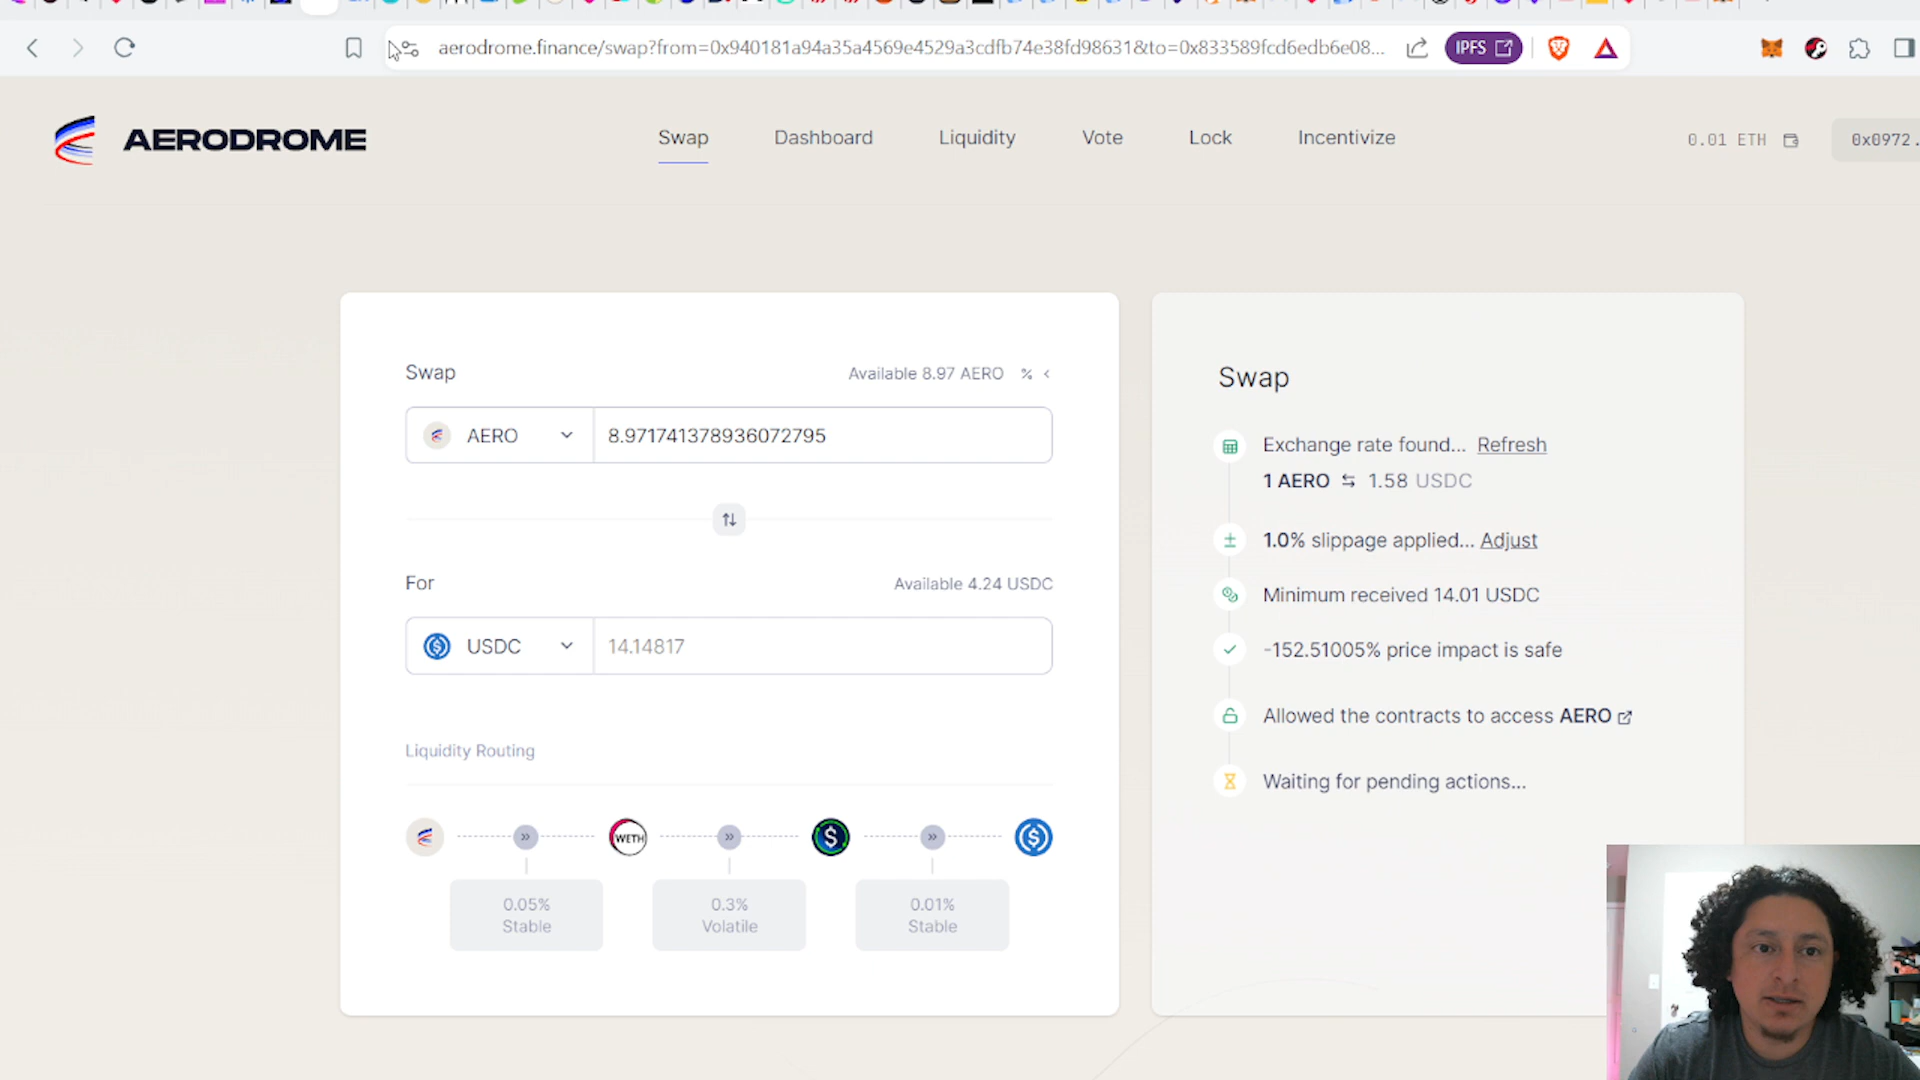 aerodrome.finance/swap?from=0x940181a94a35a4569e4529a3cdfb74e38fd98631&to=0x833589fcd6edb6e08...
IPFS
AERODROME
Swap
Dashboard
Liquidity
Vote
Lock
Incentivize
0.01 ETH
0x0972.
Swap
Available 8.97 AERO % <
AERO
8.971741378936072795
For
Available 4.24 USDC
USDC
14.14817
Liquidity Routing
WETH
0.05%
Stable
0.3%
Volatile
0.01%
Stable
Swap
Exchange rate found... Refresh
1 AERO ⇆ 1.58 USDC
1.0% slippage applied... Adjust
Minimum received 14.01 USDC
-152.51005% price impact is safe
Allowed the contracts to access AERO
Waiting for pending actions...